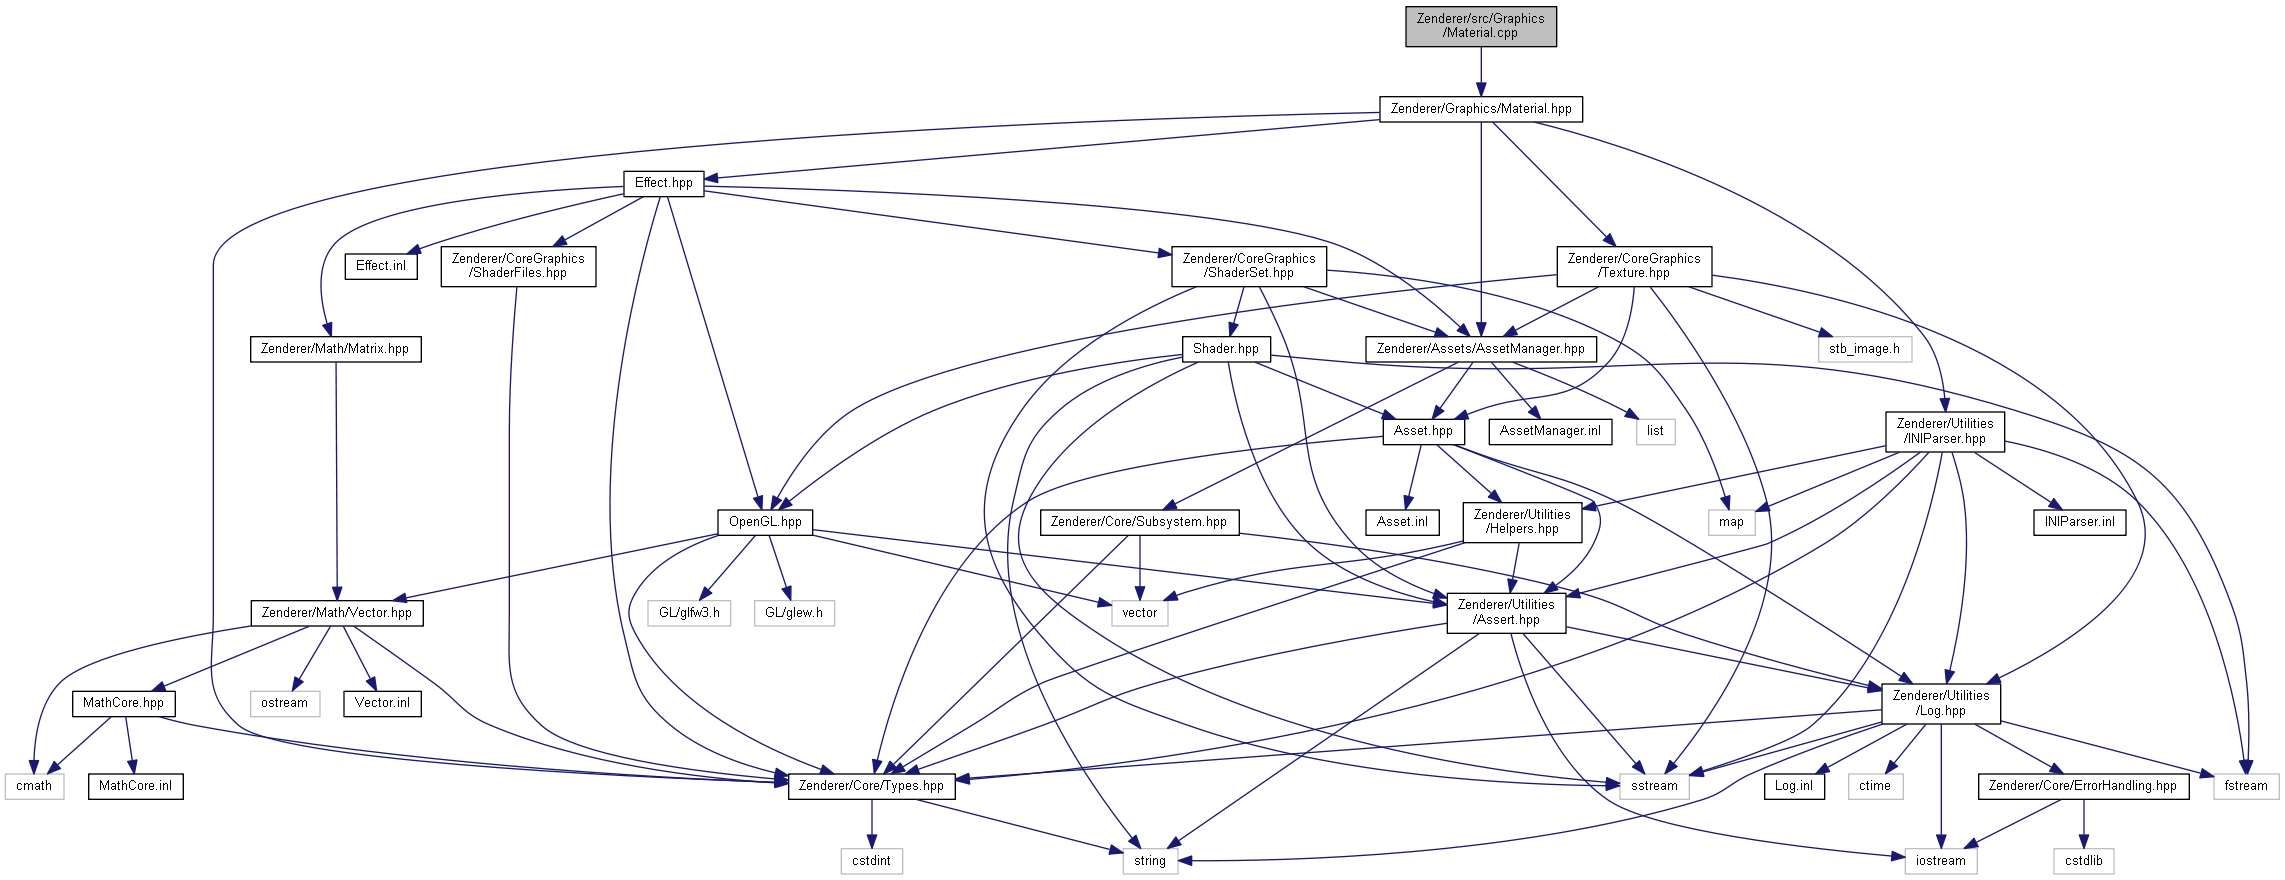 Zenderer/src/Graphics
/Material.cpp
Zenderer/Graphics/Material.hpp
Effect.hpp
Effect.inl
Zenderer/CoreGraphics
/ShaderFiles.hpp
Zenderer/CoreGraphics
/ShaderSet.hpp
Zenderer/CoreGraphics
/Texture.hpp
Zenderer/Math/Matrix.hpp
Shader.hpp
Zenderer/Assets/AssetManager.hpp
stb_image.h
Asset.hpp
AssetManager.inl
list
Zenderer/Utilities
/INIParser.hpp
OpenGL.hpp
Zenderer/Core/Subsystem.hpp
Asset.inl
Zenderer/Utilities
/Helpers.hpp
map
INIParser.inl
Zenderer/Math/Vector.hpp
GL/glfw3.h
GL/glew.h
vector
Zenderer/Utilities
/Assert.hpp
MathCore.hpp
ostream
Vector.inl
Zenderer/Utilities
/Log.hpp
cmath
MathCore.inl
Zenderer/Core/Types.hpp
sstream
Log.inl
ctime
Zenderer/Core/ErrorHandling.hpp
fstream
cstdint
string
iostream
cstdlib